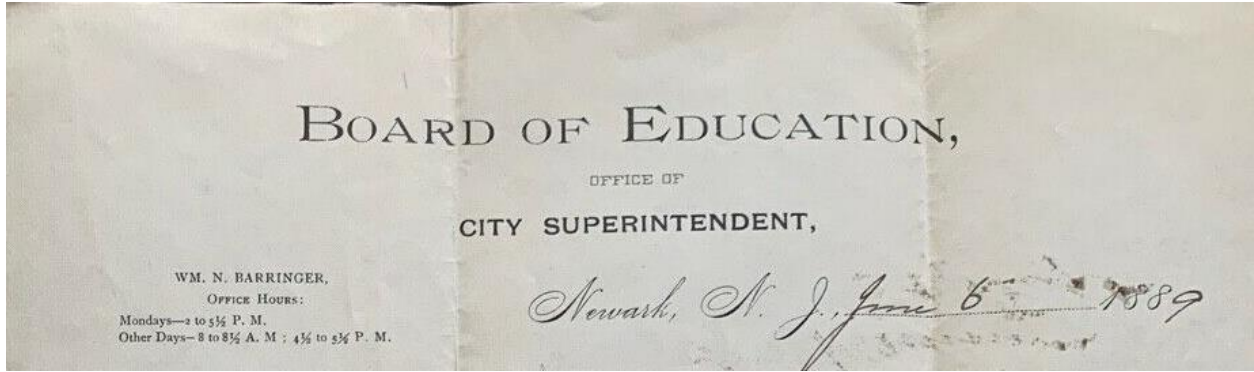 BOARD OF EDUCATION,
OFFICE OF
CITY SUPERINTENDENT,
WM. N. BARRINGER,
OFFICE HOURS:
Mondays—2 to 5½ P. M.
Other Days—8 to 8½ A. M ; 4½ to 5½ P. M.
Newark, N. J., June 6 1889